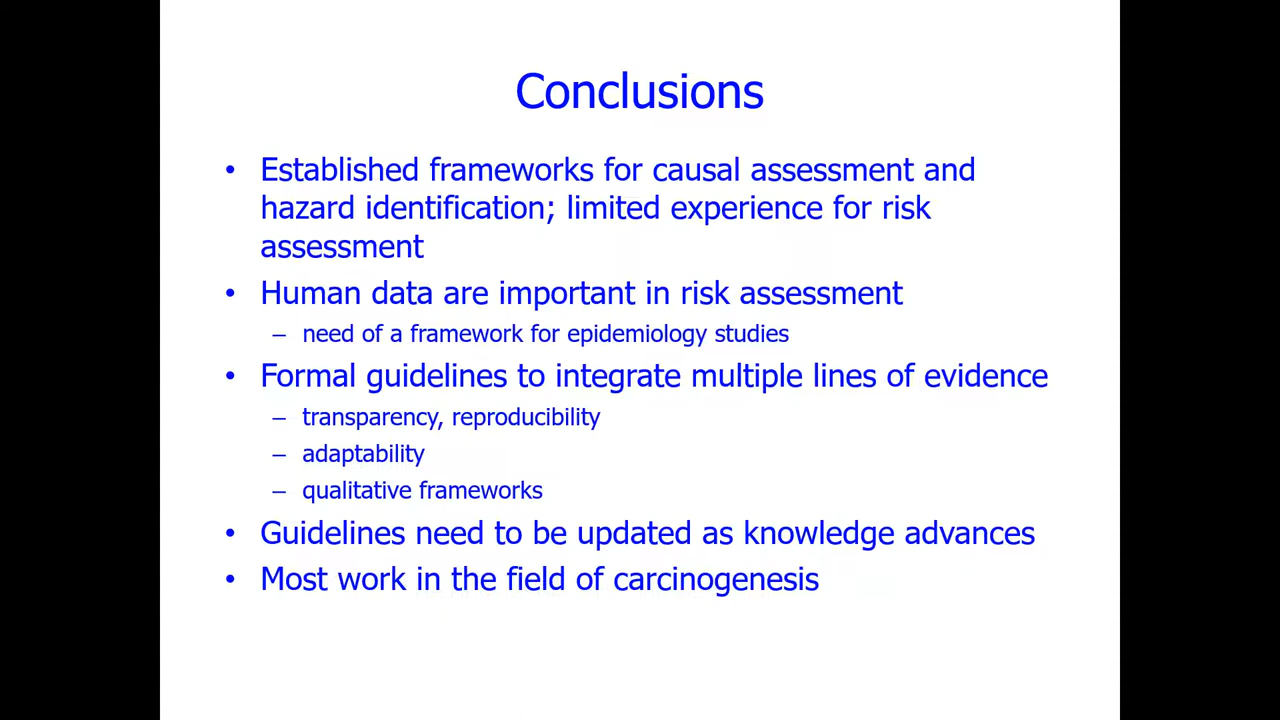 Conclusions
• Established frameworks for causal assessment and
hazard identification; limited experience for risk
assessment
• Human data are important in risk assessment
– need of a framework for epidemiology studies
• Formal guidelines to integrate multiple lines of evidence
– transparency, reproducibility
– adaptability
– qualitative frameworks
• Guidelines need to be updated as knowledge advances
• Most work in the field of carcinogenesis